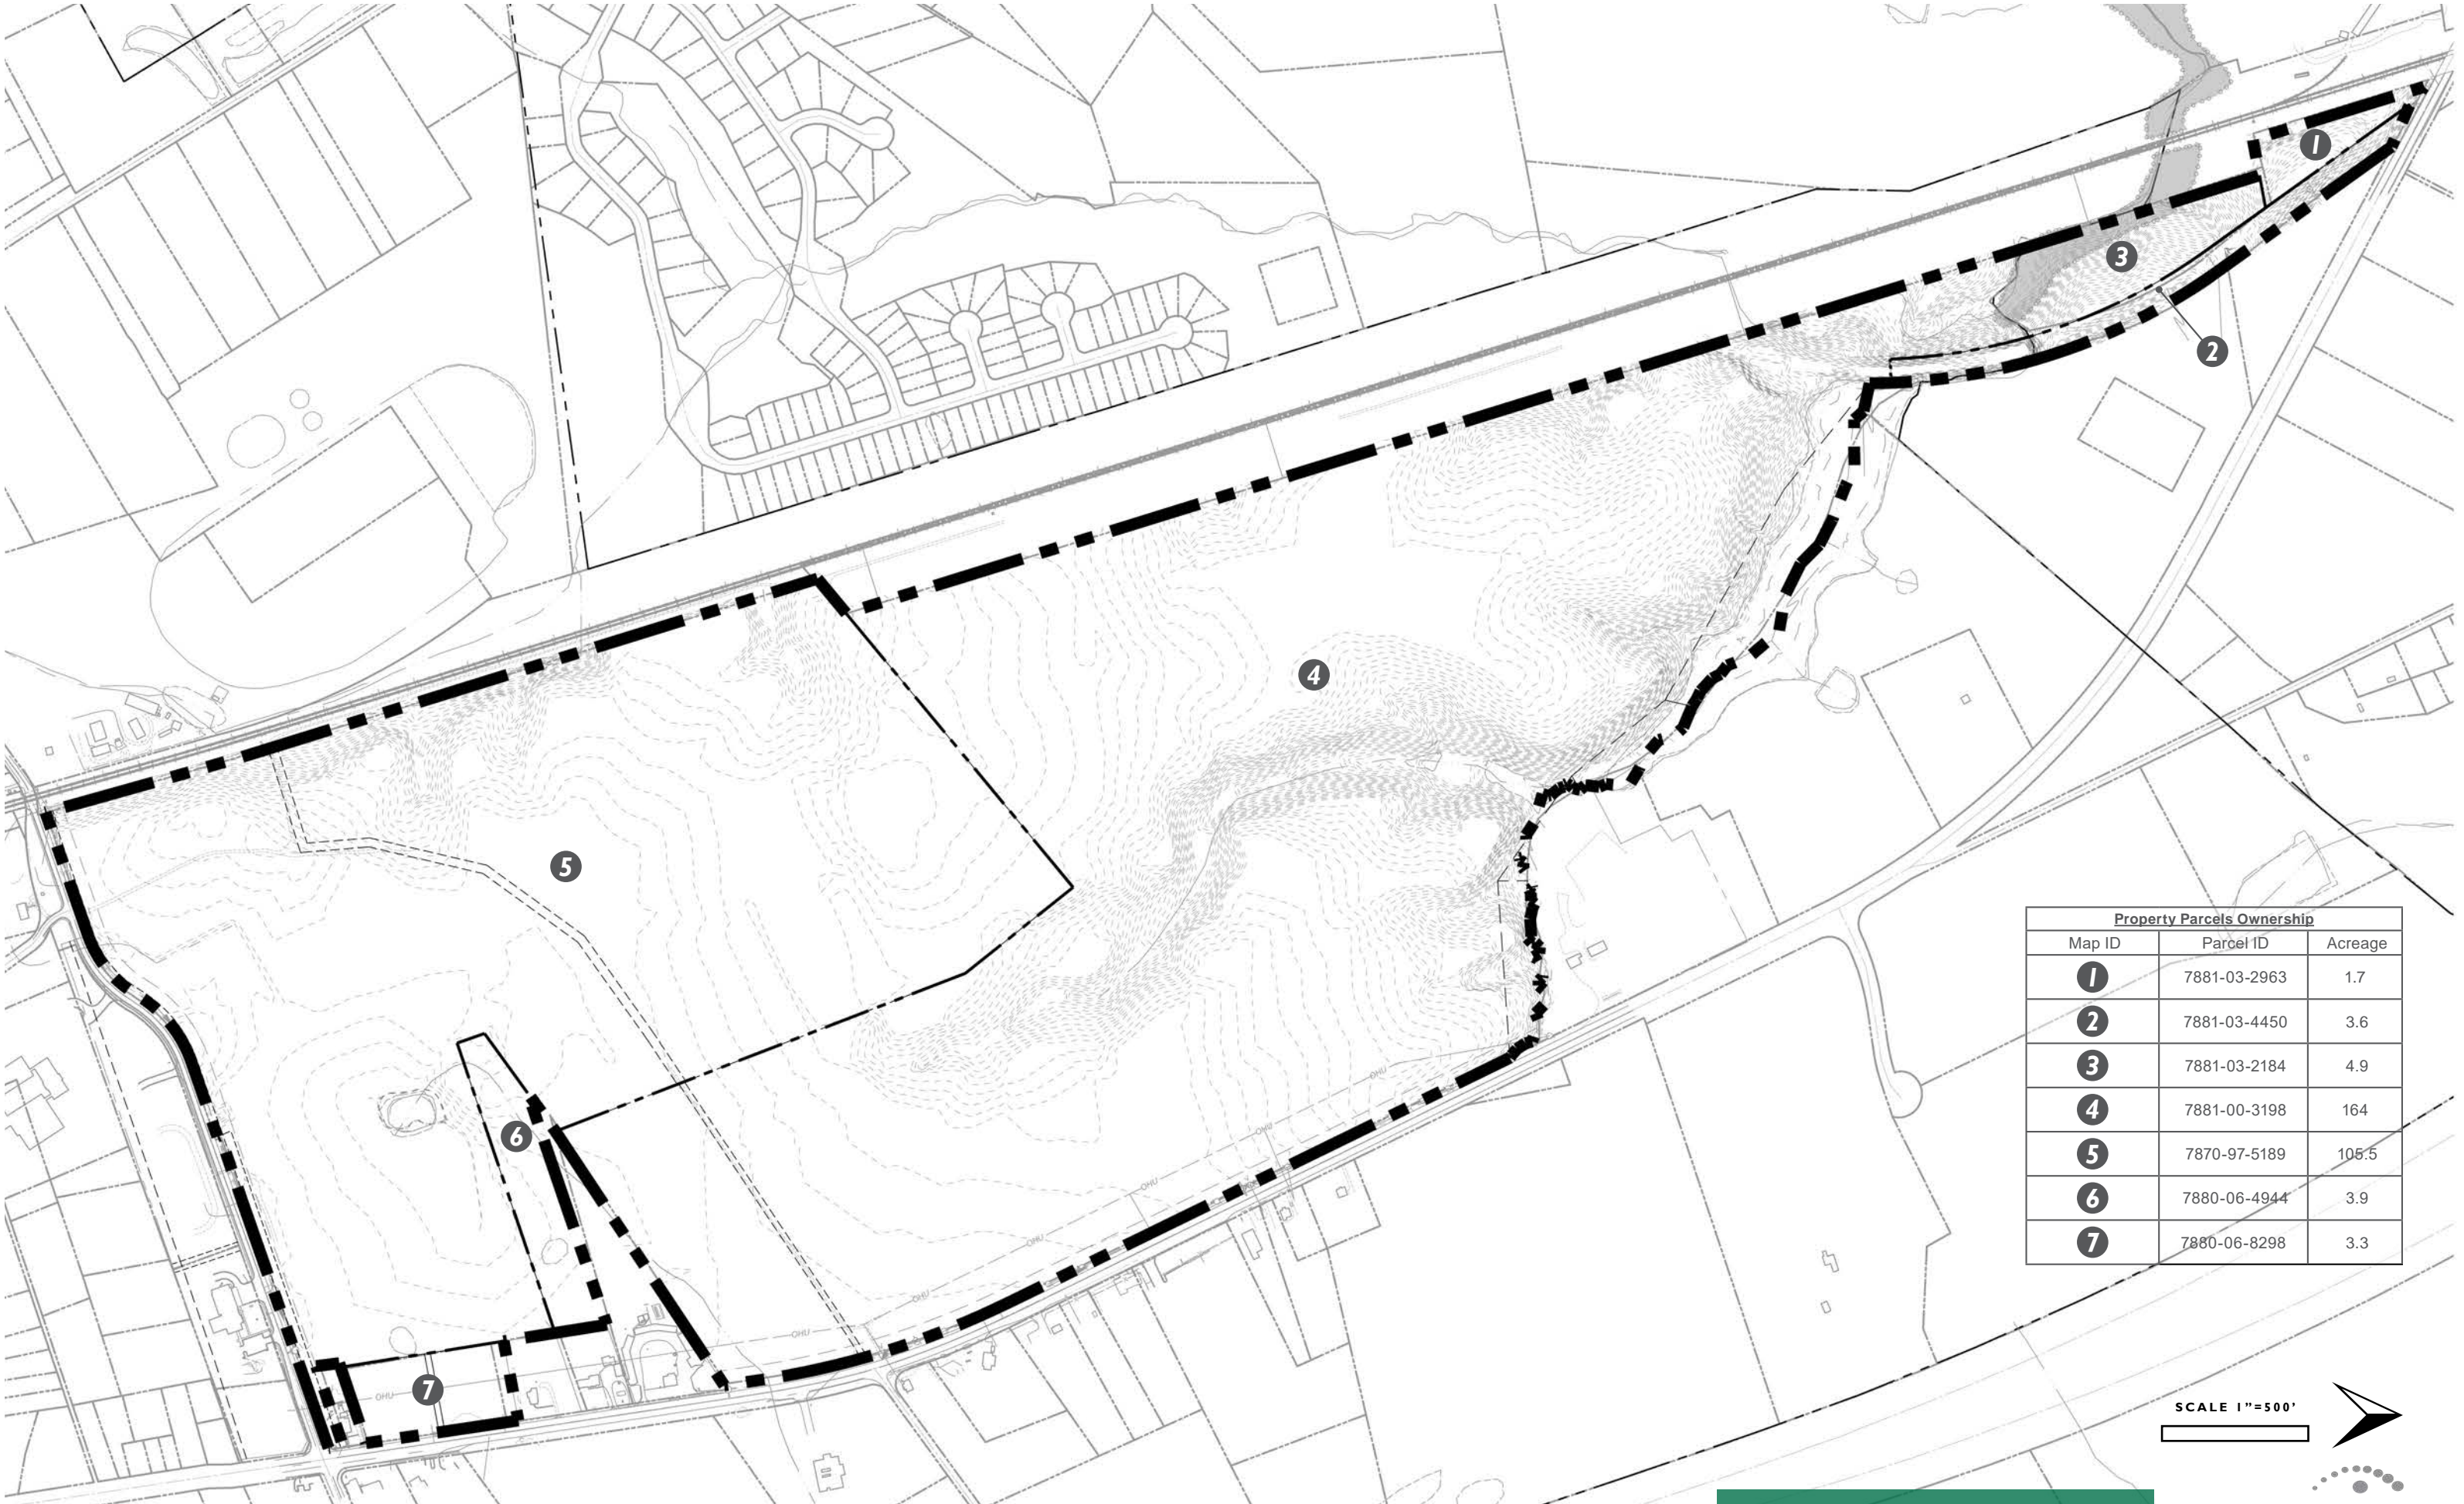 1
3
2
4
5
6
7
OHU
OHU
OHU
OHU
OHU
OHU
OHU
Property Parcels Ownership
Map ID Parcel ID Acreage
1 7881-03-2963 1.7
2 7881-03-4450 3.6
3 7881-03-2184 4.9
4 7881-00-3198 164
5 7870-97-5189 105.5
6 7880-06-4944 3.9
7 7880-06-8298 3.3
SCALE 1"=500'